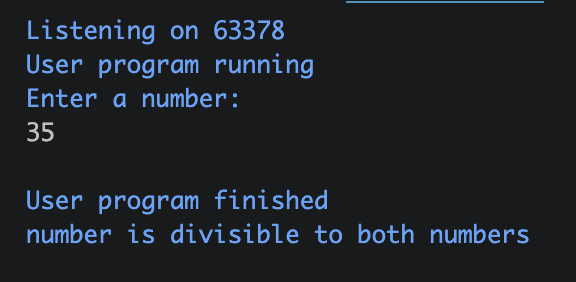 Listening on 63378
User program running
Enter a number:
35
User program finished
number is divisible to both numbers